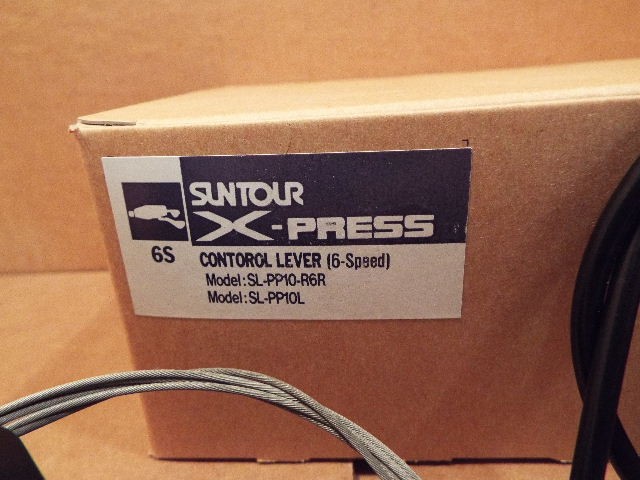 SUNTOUR
X-PRESS
6S
CONTOROL LEVER (6-Speed)
Model:SL-PP10-R6R
Model:SL-PP10L